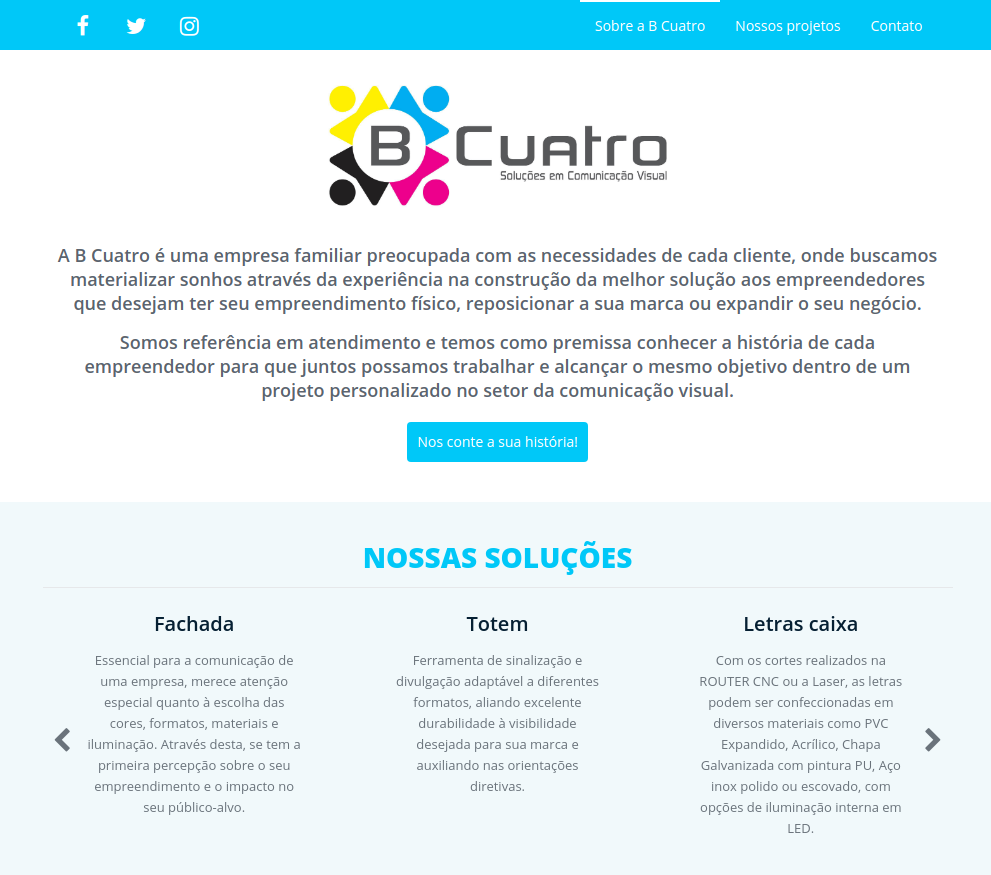 Sobre a B Cuatro
Nossos projetos
Contato
B Cuatro
Soluções em Comunicação Visual
A B Cuatro é uma empresa familiar preocupada com as necessidades de cada cliente, onde buscamos
materializar sonhos através da experiência na construção da melhor solução aos empreendedores
que desejam ter seu empreendimento físico, reposicionar a sua marca ou expandir o seu negócio.
Somos referência em atendimento e temos como premissa conhecer a história de cada
empreendedor para que juntos possamos trabalhar e alcançar o mesmo objetivo dentro de um
projeto personalizado no setor da comunicação visual.
Nos conte a sua história!
NOSSAS SOLUÇÕES
Fachada
Essencial para a comunicação de
uma empresa, merece atenção
especial quanto à escolha das
cores, formatos, materiais e
iluminação. Através desta, se tem a
primeira percepção sobre o seu
empreendimento e o impacto no
seu público-alvo.
Totem
Ferramenta de sinalização e
divulgação adaptável a diferentes
formatos, aliando excelente
durabilidade à visibilidade
desejada para sua marca e
auxiliando nas orientações
diretivas.
Letras caixa
Com os cortes realizados na
ROUTER CNC ou a Laser, as letras
podem ser confeccionadas em
diversos materiais como PVC
Expandido, Acrílico, Chapa
Galvanizada com pintura PU, Aço
inox polido ou escovado, com
opções de iluminação interna em
LED.